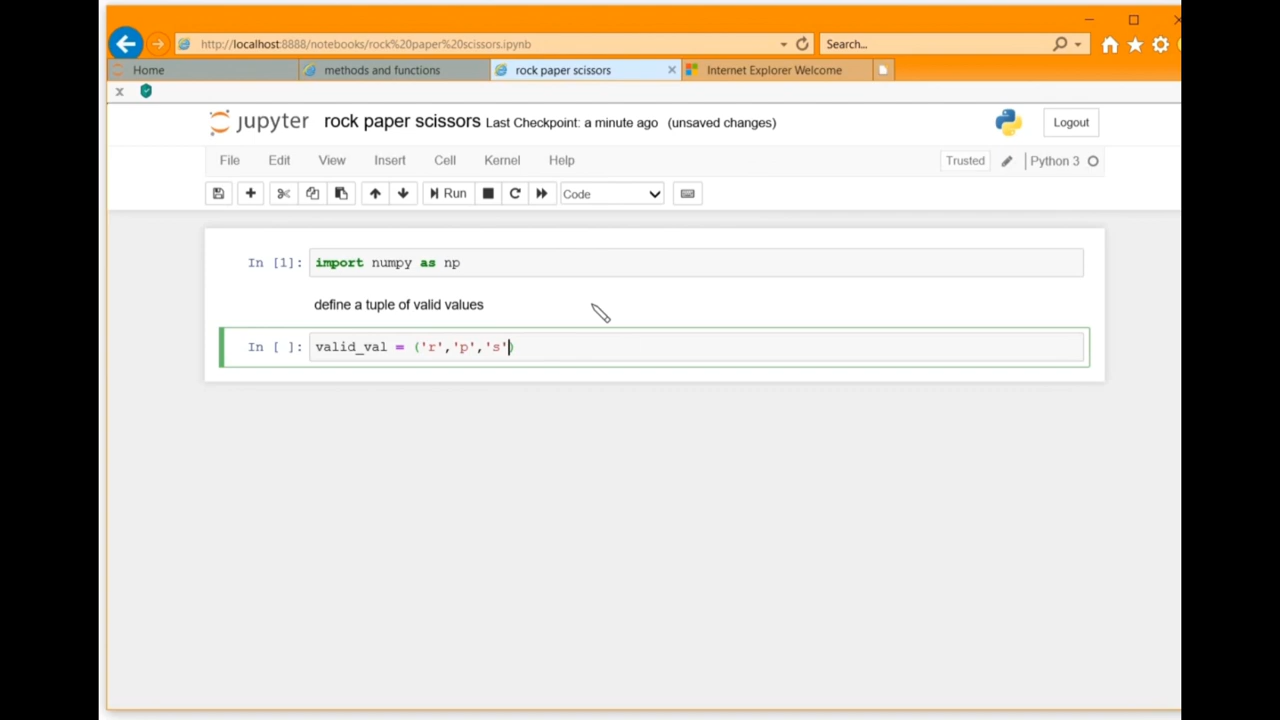 http://localhost:8888/notebooks/rock%20paper%20scissors.ipynb
Search...
Home
methods and functions
rock paper scissors
Internet Explorer Welcome
x
jupyter rock paper scissors Last Checkpoint: a minute ago (unsaved changes)
Logout
File Edit View Insert Cell Kernel Help
Trusted
Python 3
Run
Code
In [1]: import numpy as np
define a tuple of valid values
In [ ]: valid_val = ('r','p','s')